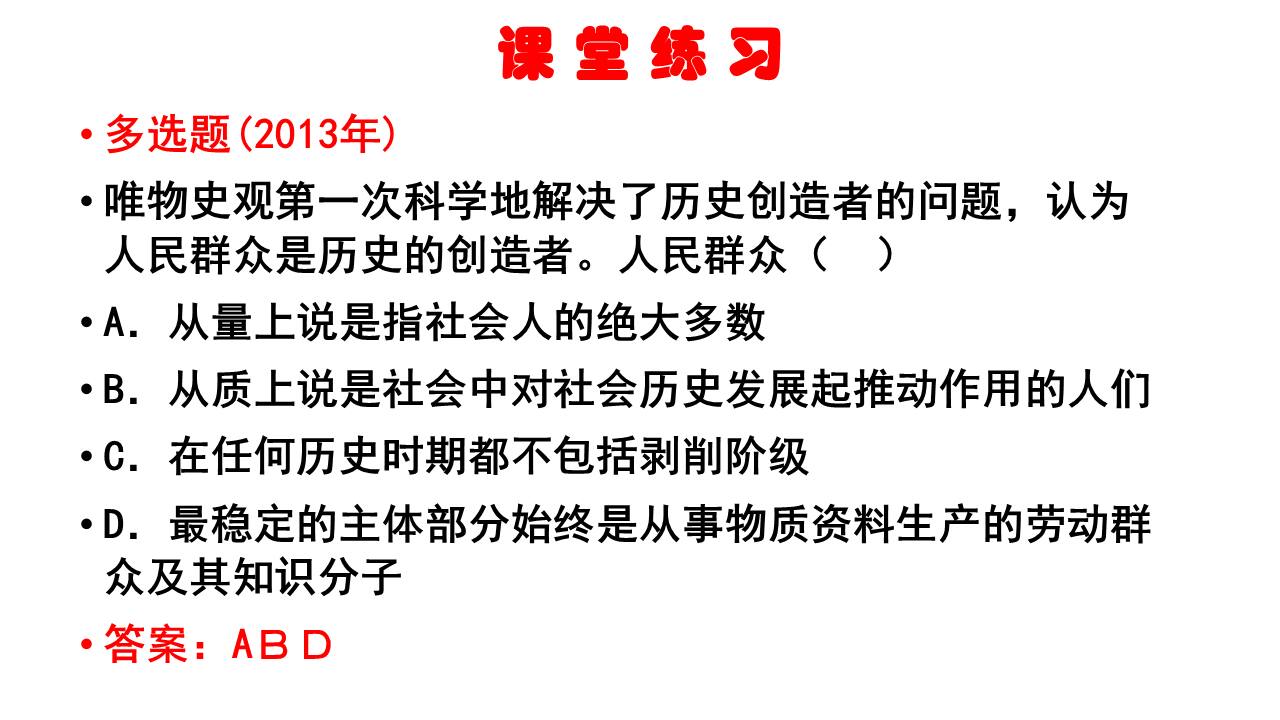 课堂练习
•多选题(2013年)
•唯物史观第一次科学地解决了历史创造者的问题，认为
人民群众是历史的创造者。人民群众（　）
•A．从量上说是指社会人的绝大多数
•B．从质上说是社会中对社会历史发展起推动作用的人们
•C．在任何历史时期都不包括剥削阶级
•D．最稳定的主体部分始终是从事物质资料生产的劳动群
众及其知识分子
•答案：AＢＤ